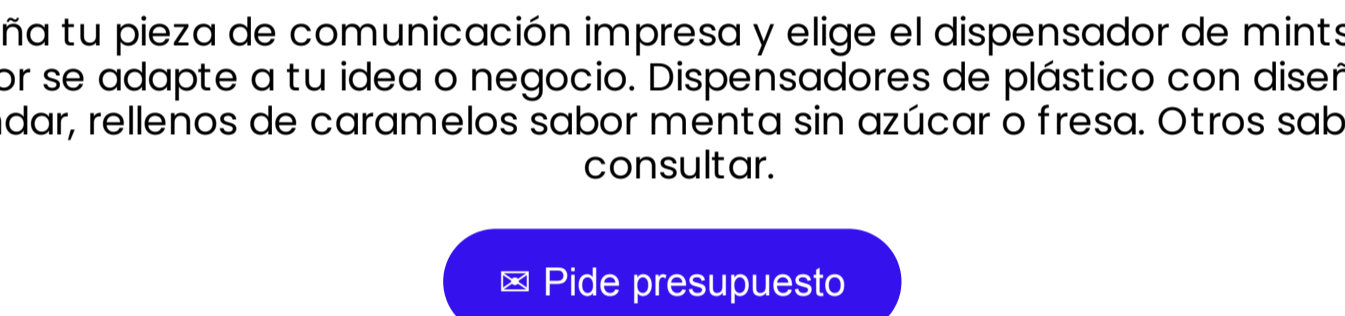 ña tu pieza de comunicación impresa y elige el dispensador de mints
or se adapte a tu idea o negocio. Dispensadores de plástico con diseñ
ndar, rellenos de caramelos sabor menta sin azúcar o fresa. Otros sab
consultar.
✉ Pide presupuesto